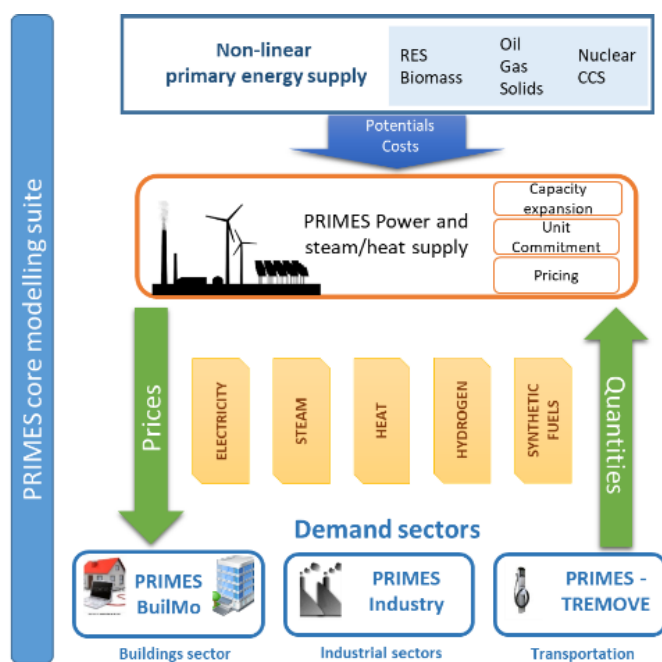 PRIMES core modelling suite
Non-linear
primary energy supply
RES
Biomass
Oil
Gas
Solids
Nuclear
CCS
Potentials
Costs
PRIMES Power and
steam/heat supply
Capacity
expansion
Unit
Commitment
Pricing
Prices
ELECTRICITY
STEAM
HEAT
HYDROGEN
SYNTHETIC
FUELS
Quantities
Demand sectors
PRIMES
BuilMo
PRIMES
Industry
PRIMES -
TREMOVE
Buildings sector
Industrial sectors
Transportation